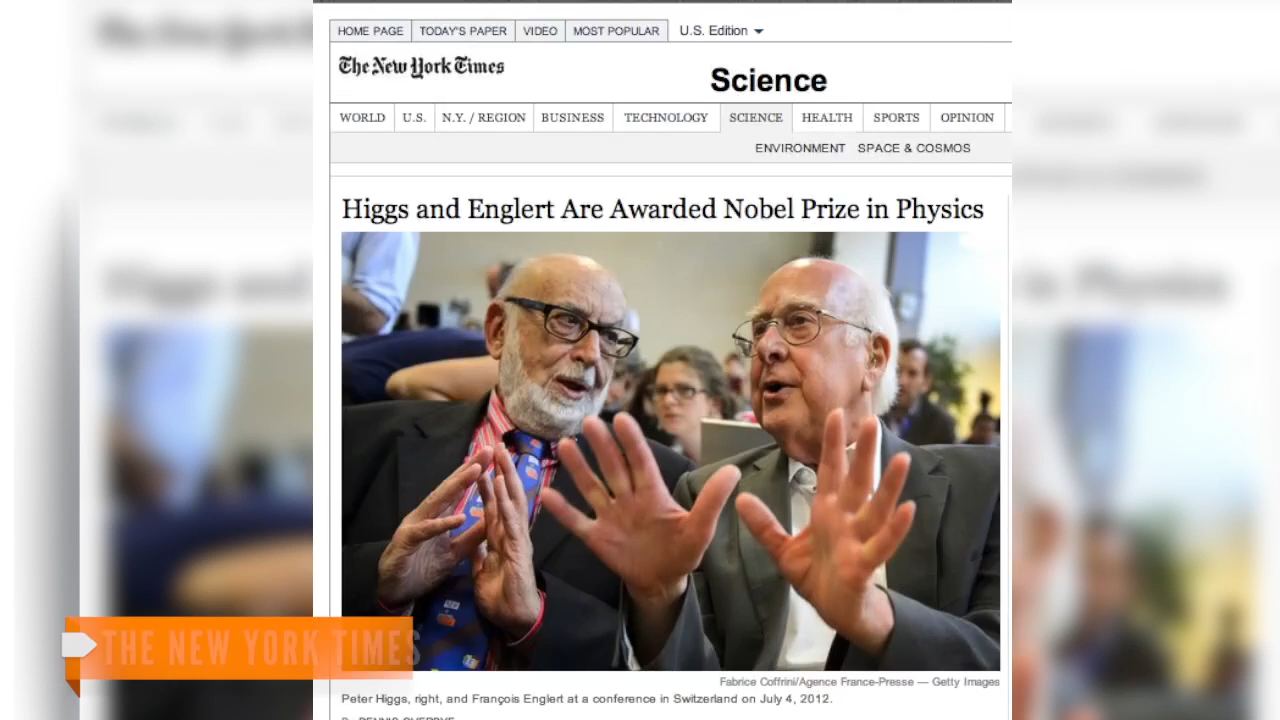 HOME PAGE TODAY'S PAPER VIDEO MOST POPULAR U.S. Edition
The New York Times
Science
WORLD U.S. N.Y. / REGION BUSINESS TECHNOLOGY SCIENCE HEALTH SPORTS OPINION
ENVIRONMENT SPACE & COSMOS
Higgs and Englert Are Awarded Nobel Prize in Physics
THE NEW YORK TIMES
Fabrice Coffrini/Agence France-Presse — Getty Images
Peter Higgs, right, and François Englert at a conference in Switzerland on July 4, 2012.